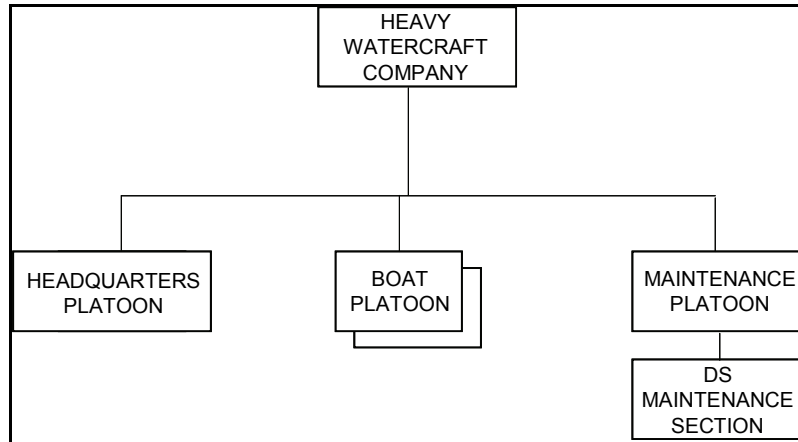 HEAVY
WATERCRAFT
COMPANY
HEADQUARTERS
PLATOON
BOAT
PLATOON
MAINTENANCE
PLATOON
DS
MAINTENANCE
SECTION